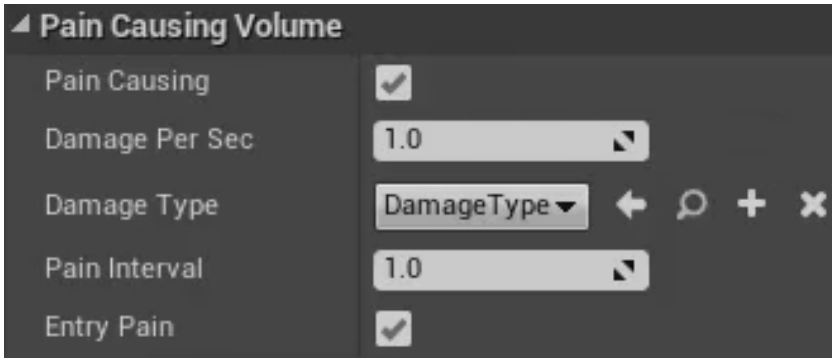 Pain Causing Volume
Pain Causing
Damage Per Sec 1.0
Damage Type DamageType
Pain Interval 1.0
Entry Pain